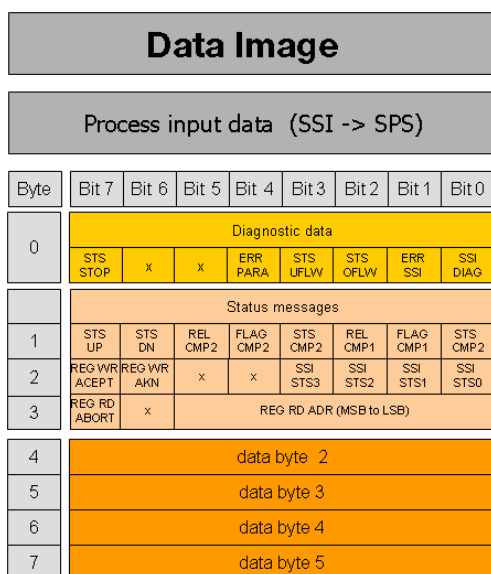 Data Image
Process input data (SSI -> SPS)
Byte Bit 7 Bit 6 Bit 5 Bit 4 Bit 3 Bit 2 Bit 1 Bit 0
0 Diagnostic data
STS STOP x x ERR PARA STS UFLW STS OFLW ERR SSI SSI DIAG
Status messages
1 STS UP STS DN REL CMP2 FLAG CMP2 STS CMP2 REL CMP1 FLAG CMP1 STS CMP2
2 REG WR ACEPT REG WR AKN x x SSI STS3 SSI STS2 SSI STS1 SSI STS0
3 REG RD ABORT x REG RD ADR (MSB to LSB)
4 data byte 2
5 data byte 3
6 data byte 4
7 data byte 5